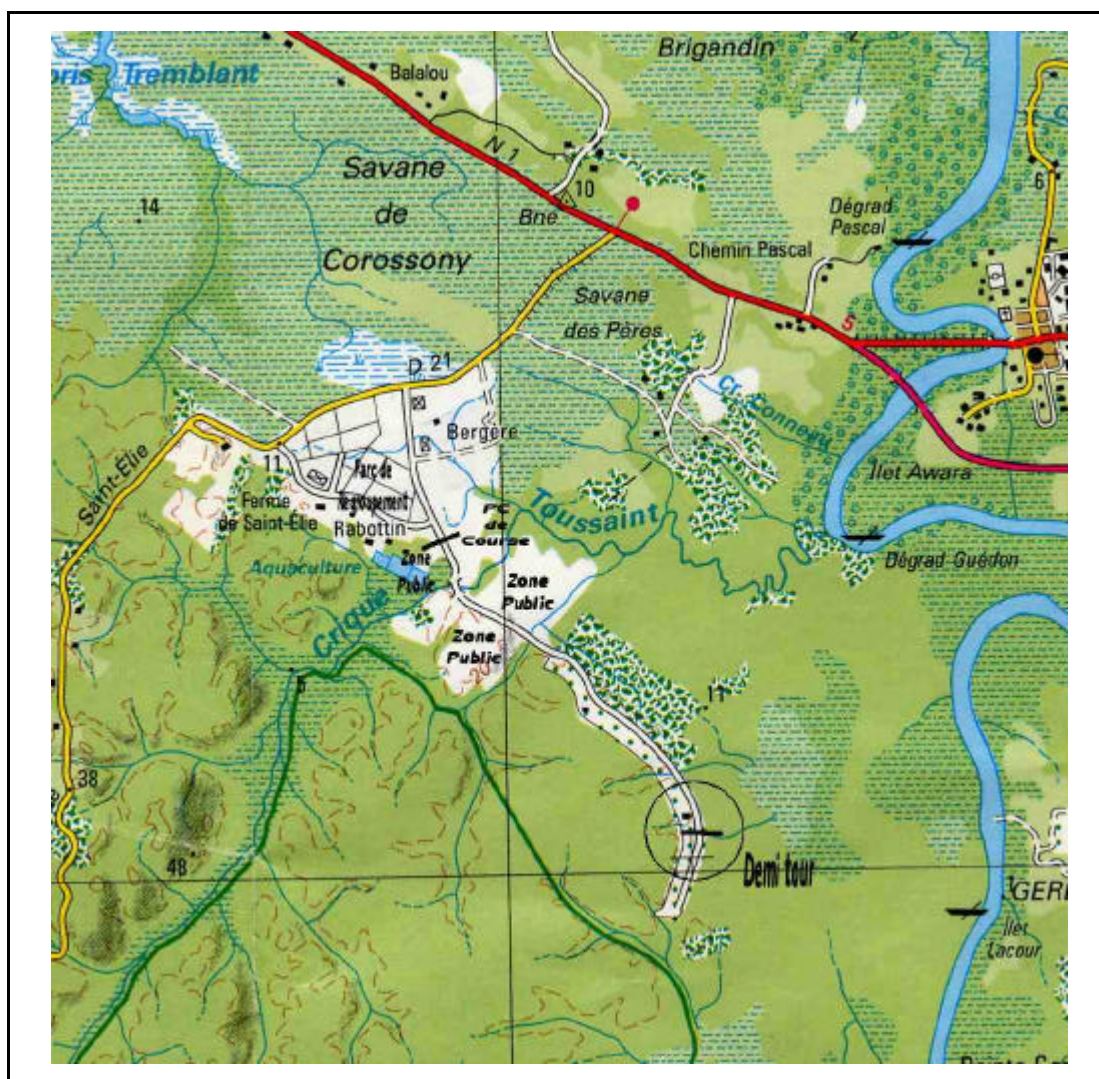 Brigandin
Tremblant
Balalou
N 1
Savane
de
Corossony
14
10
Bne
Dégrad
Pascal
Chemin Pascal
6
5
Savane
des Pères
D 21
Bergère
Cr. Conneau
Ilet Awara
Saint-Elie
11
Parc de
Regroupement
Ferme
de Saint-Elie
Rabottin
PC
de
Course
Toussaint
Dégrad Guédon
Aquaculture
Zone
Public
Zone
Public
Crique
Zone
Public
20
11
38
48
Demi tour
Ilet
Lacour